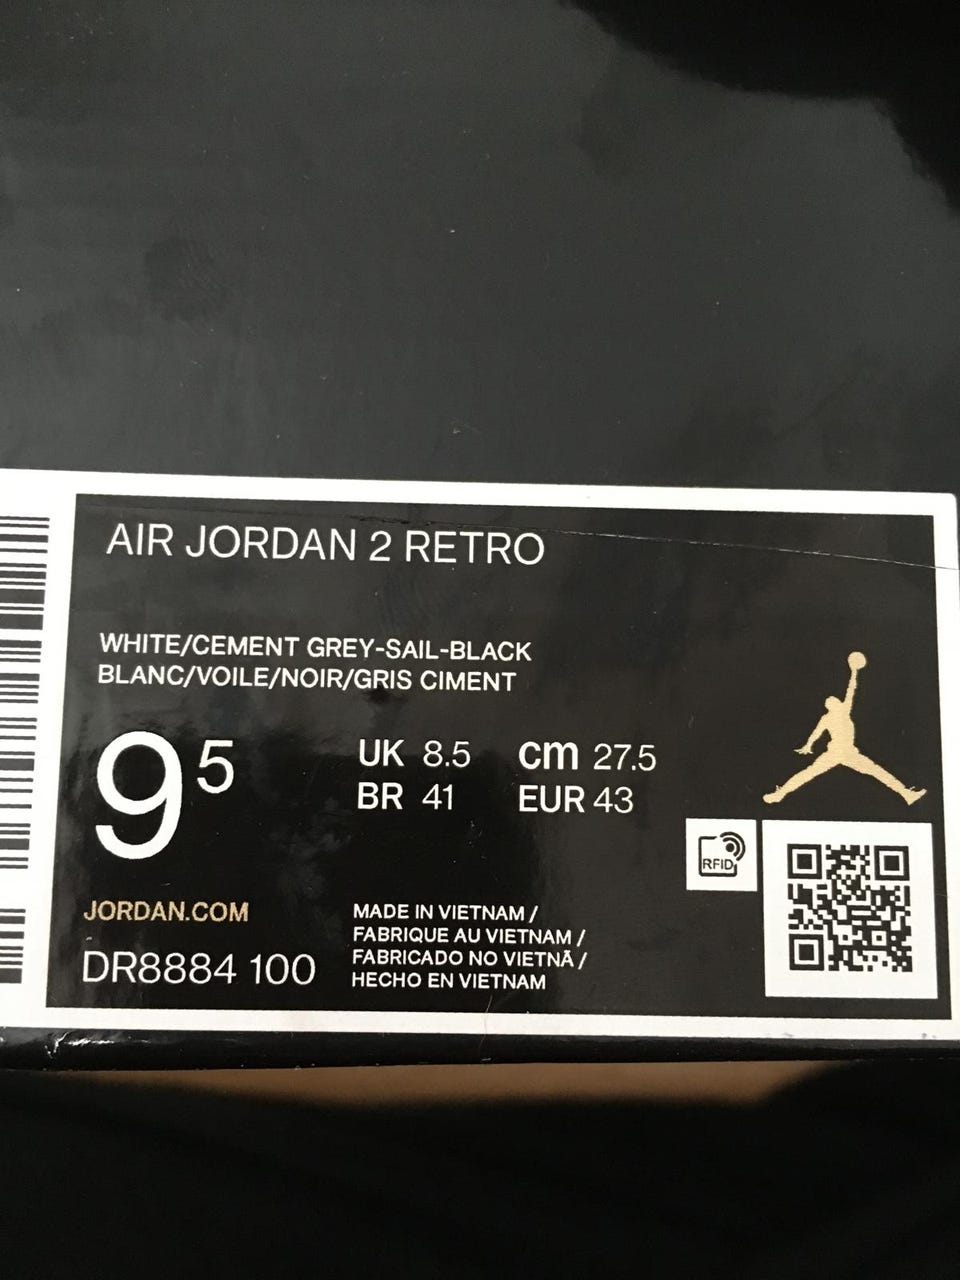 AIR JORDAN 2 RETRO
WHITE/CEMENT GREY-SAIL-BLACK
BLANC/VOILE/NOIR/GRIS CIMENT
9⁵
UK 8.5 cm 27.5
BR 41 EUR 43
RFID
JORDAN.COM
DR8884 100
MADE IN VIETNAM /
FABRIQUE AU VIETNAM /
FABRICADO NO VIETNÃ /
HECHO EN VIETNAM